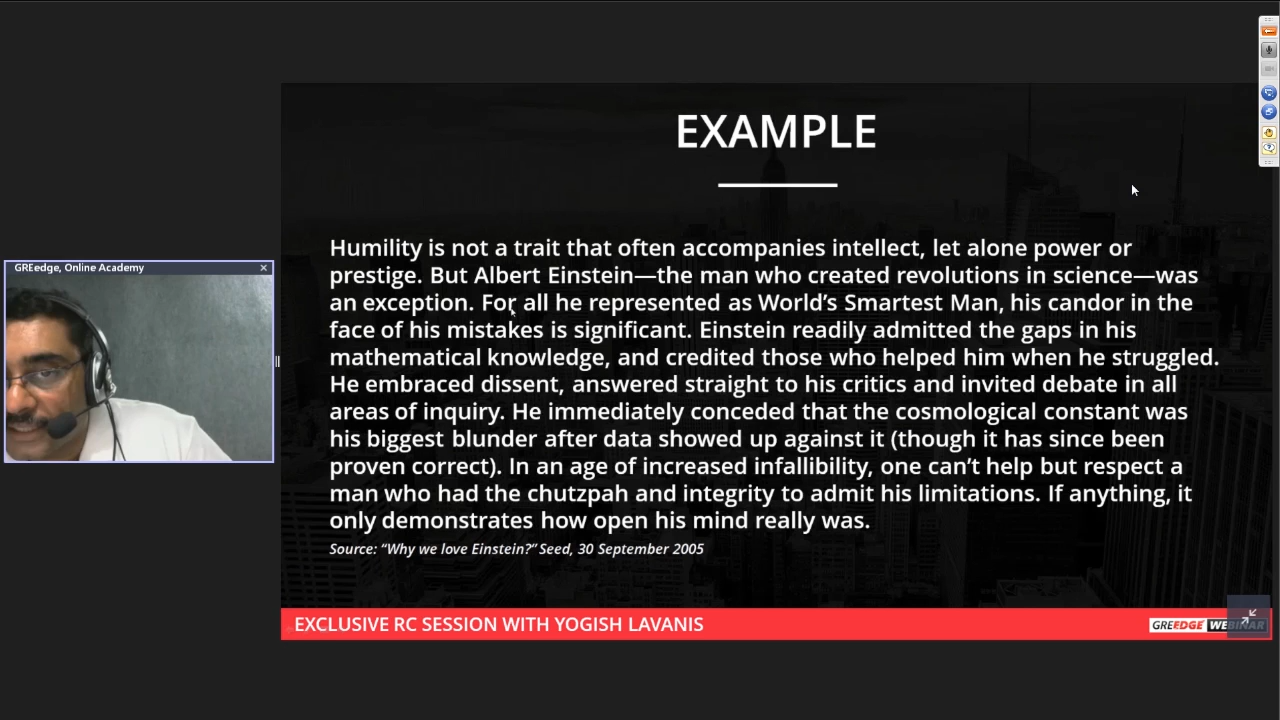 EXAMPLE
Humility is not a trait that often accompanies intellect, let alone power or
prestige. But Albert Einstein—the man who created revolutions in science—was
an exception. For all he represented as World’s Smartest Man, his candor in the
face of his mistakes is significant. Einstein readily admitted the gaps in his
mathematical knowledge, and credited those who helped him when he struggled.
He embraced dissent, answered straight to his critics and invited debate in all
areas of inquiry. He immediately conceded that the cosmological constant was
his biggest blunder after data showed up against it (though it has since been
proven correct). In an age of increased infallibility, one can’t help but respect a
man who had the chutzpah and integrity to admit his limitations. If anything, it
only demonstrates how open his mind really was.
Source: “Why we love Einstein?” Seed, 30 September 2005
GREedge, Online Academy
EXCLUSIVE RC SESSION WITH YOGISH LAVANIS
GREEDGE WEBINAR